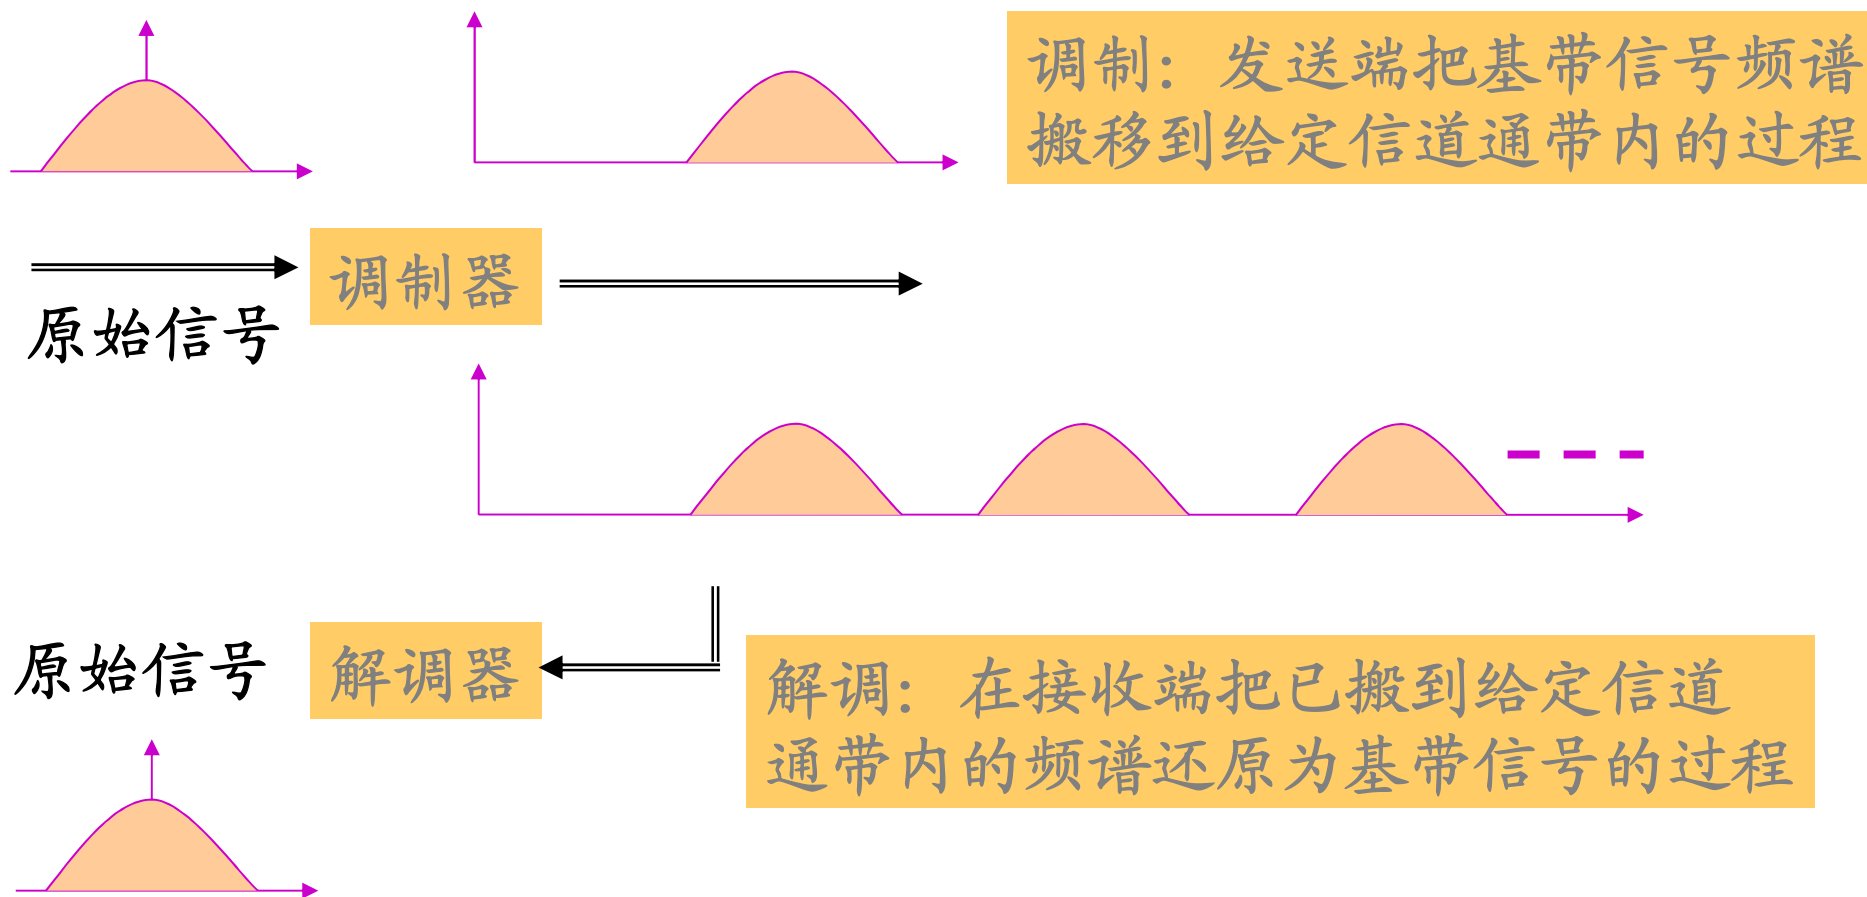 调制：发送端把基带信号频谱
搬移到给定信道通带内的过程
调制器
原始信号
原始信号
解调器
解调：在接收端把已搬到给定信道
通带内的频谱还原为基带信号的过程